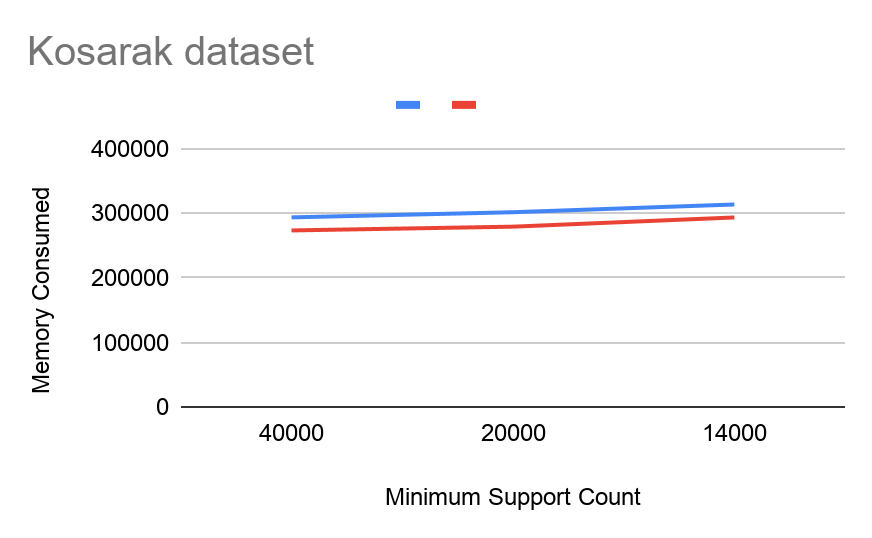 Kosarak dataset
400000
300000
200000
100000
0
Memory Consumed
40000 20000 14000
Minimum Support Count